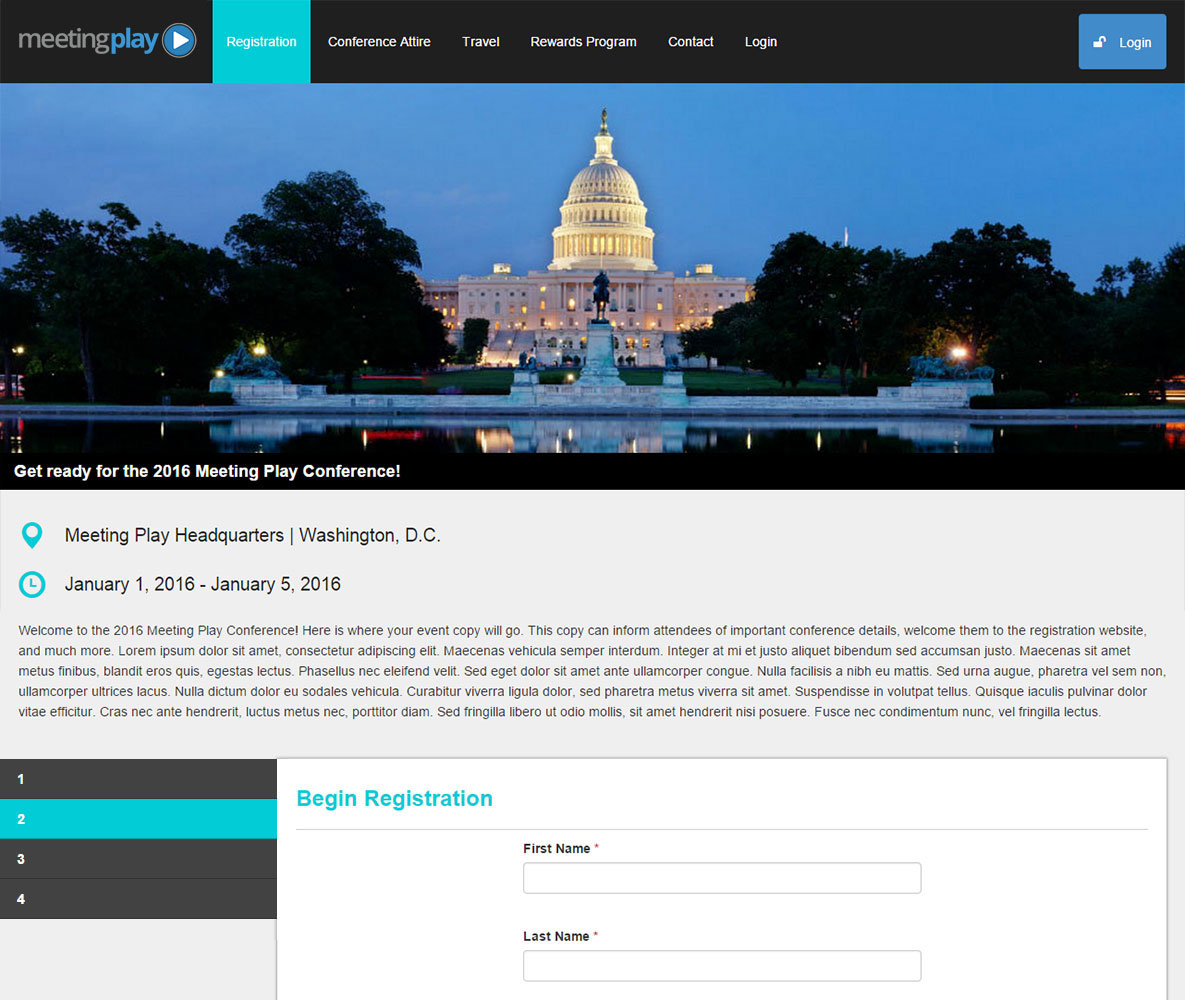 meetingplay
Registration
Conference Attire
Travel
Rewards Program
Contact
Login
Login
Get ready for the 2016 Meeting Play Conference!
Meeting Play Headquarters | Washington, D.C.
January 1, 2016 - January 5, 2016
Welcome to the 2016 Meeting Play Conference! Here is where your event copy will go. This copy can inform attendees of important conference details, welcome them to the registration website,
and much more. Lorem ipsum dolor sit amet, consectetur adipiscing elit. Maecenas vehicula semper interdum. Integer at mi et justo aliquet bibendum sed accumsan justo. Maecenas sit amet
metus finibus, blandit eros quis, egestas lectus. Phasellus nec eleifend velit. Sed eget dolor sit amet ante ullamcorper congue. Nulla facilisis a nibh eu mattis. Sed urna augue, pharetra vel sem non,
ullamcorper ultrices lacus. Nulla dictum dolor eu sodales vehicula. Curabitur viverra ligula dolor, sed pharetra metus viverra sit amet. Suspendisse in volutpat tellus. Quisque iaculis pulvinar dolor
vitae efficitur. Cras nec ante hendrerit, luctus metus nec, porttitor diam. Sed fringilla libero ut odio mollis, sit amet hendrerit nisi posuere. Fusce nec condimentum nunc, vel fringilla lectus.
1
2
3
4
Begin Registration
First Name *
Last Name *